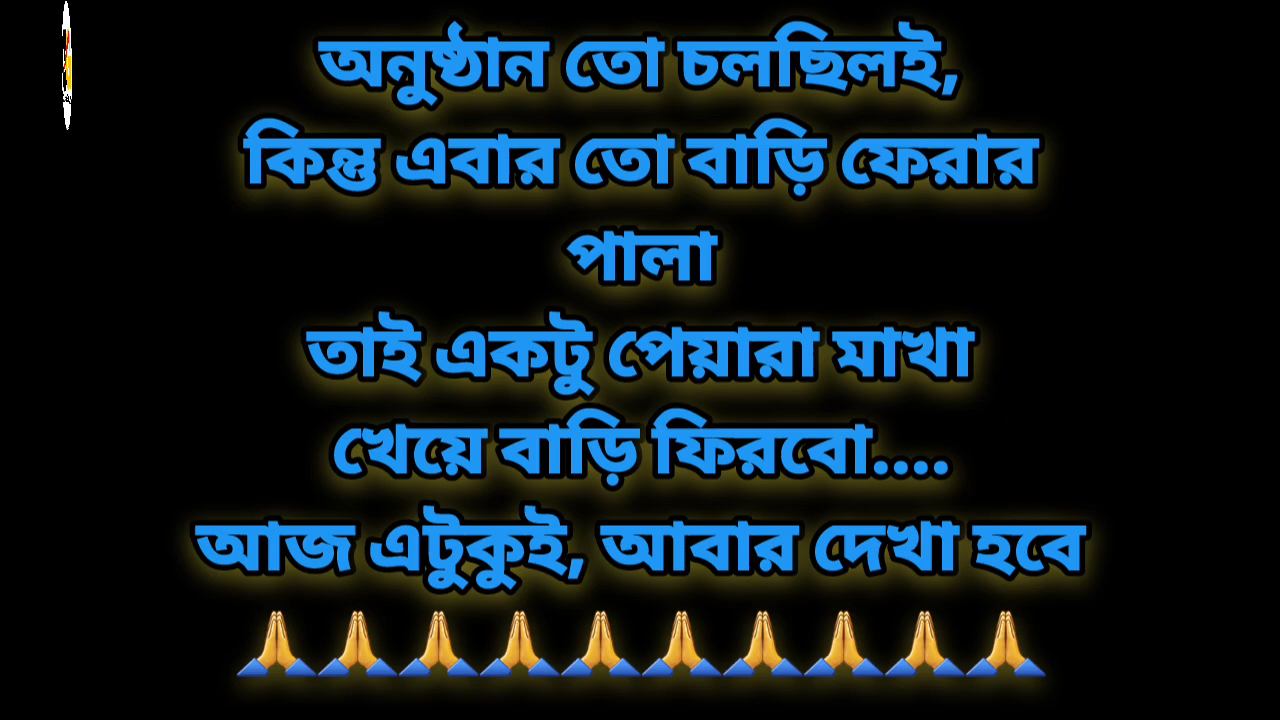 অনুষ্ঠান তো চলছিলই,
কিন্তু এবার তো বাড়ি ফেরার
পালা
তাই একটু পেয়ারা মাখা
খেয়ে বাড়ি ফিরবো....
আজ এটুকুই, আবার দেখা হবে
🙏🙏🙏🙏🙏🙏🙏🙏🙏🙏